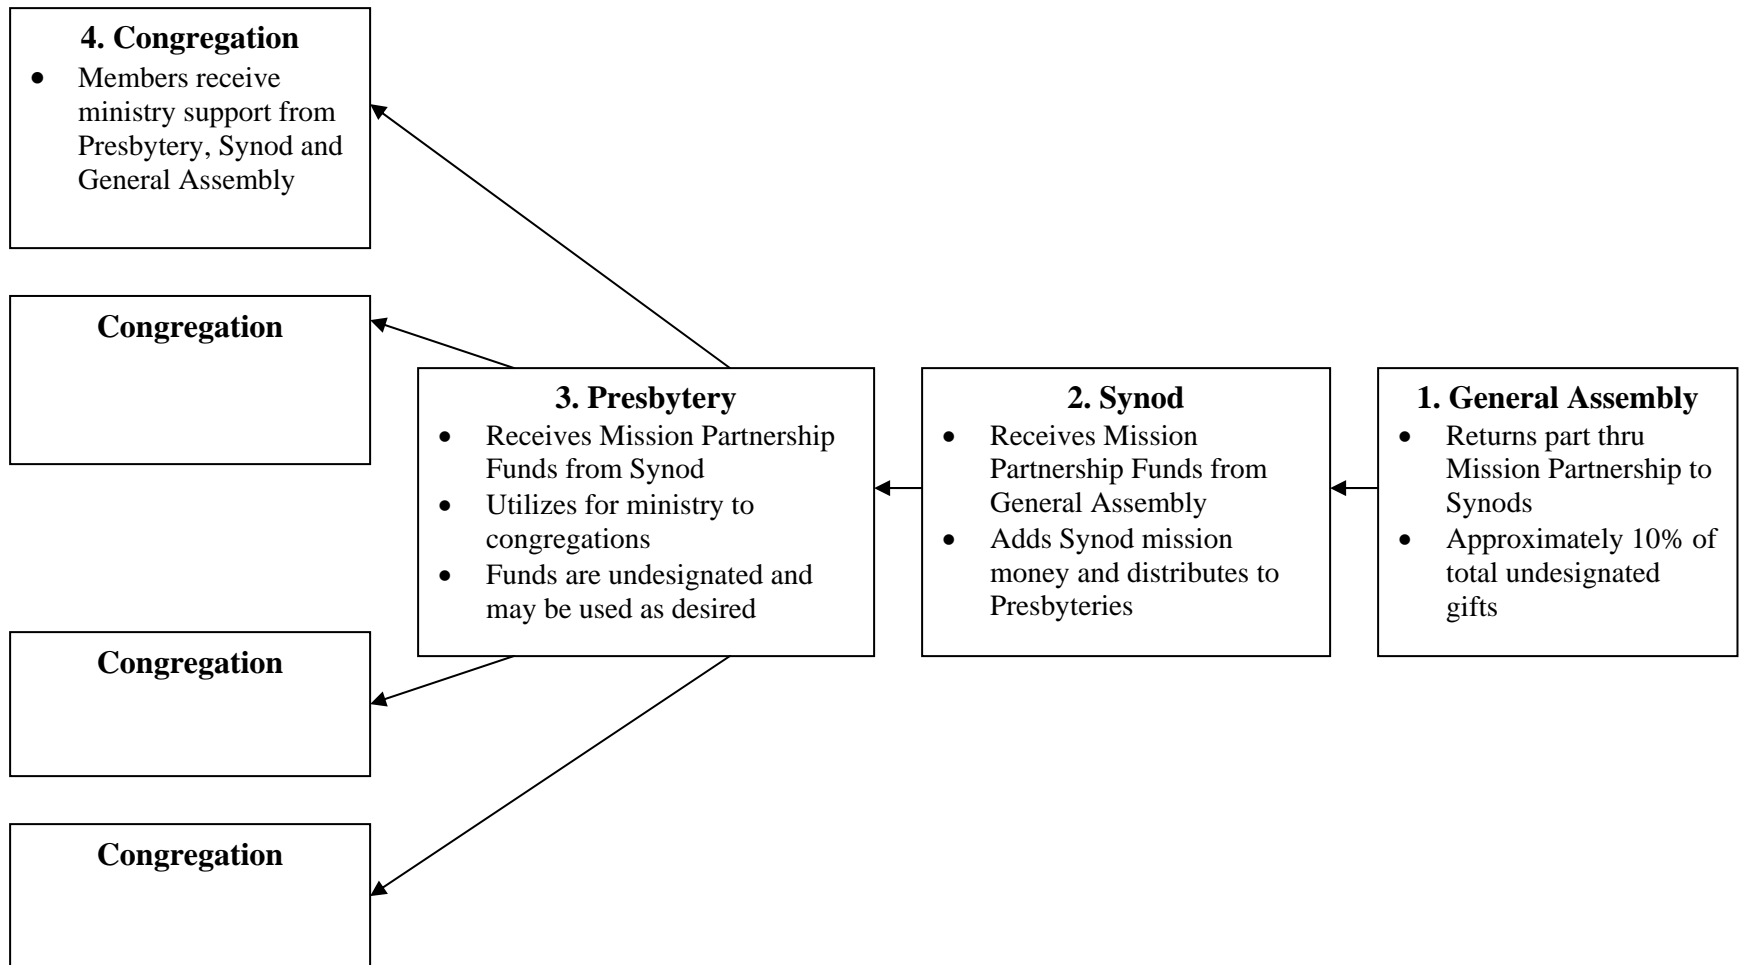 4. Congregation
• Members receive
ministry support from
Presbytery, Synod and
General Assembly
Congregation
3. Presbytery
• Receives Mission Partnership
Funds from Synod
• Utilizes for ministry to
congregations
• Funds are undesignated and
may be used as desired
2. Synod
• Receives Mission
Partnership Funds from
General Assembly
• Adds Synod mission
money and distributes to
Presbyteries
1. General Assembly
• Returns part thru
Mission Partnership to
Synods
• Approximately 10% of
total undesignated
gifts
Congregation
Congregation